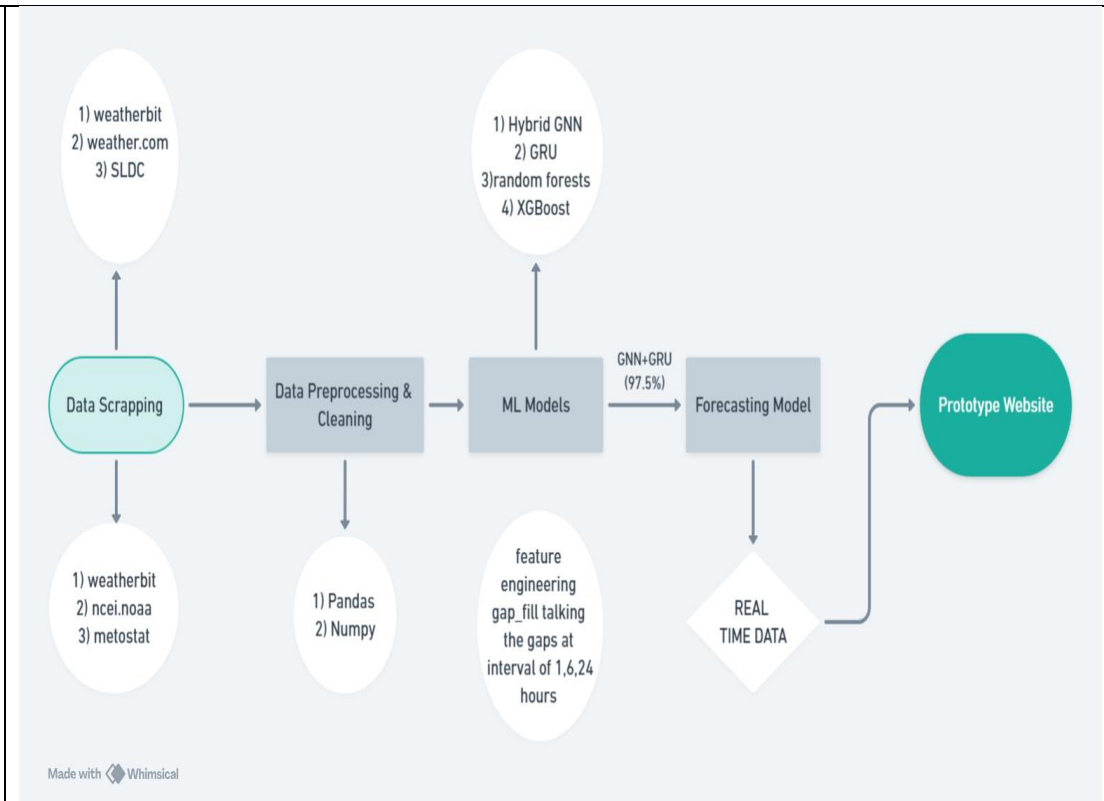 1) weatherbit
2) weather.com
3) SLDC
1) Hybrid GNN
2) GRU
3)random forests
4) XGBoost
Data Scrapping
Data Preprocessing &
Cleaning
ML Models
GNN+GRU
(97.5%)
Forecasting Model
Prototype Website
1) weatherbit
2) ncei.noaa
3) metostat
1) Pandas
2) Numpy
feature
engineering
gap_fill talking
the gaps at
interval of 1,6,24
hours
REAL
TIME DATA
Made with Whimsical